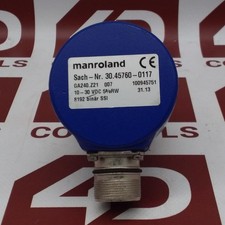 manroland
CE
Sach-Nr. 30.45760-0117
GA240.Z21 007 100945751
10-30 VDC 21.13
8192 Binär SSI